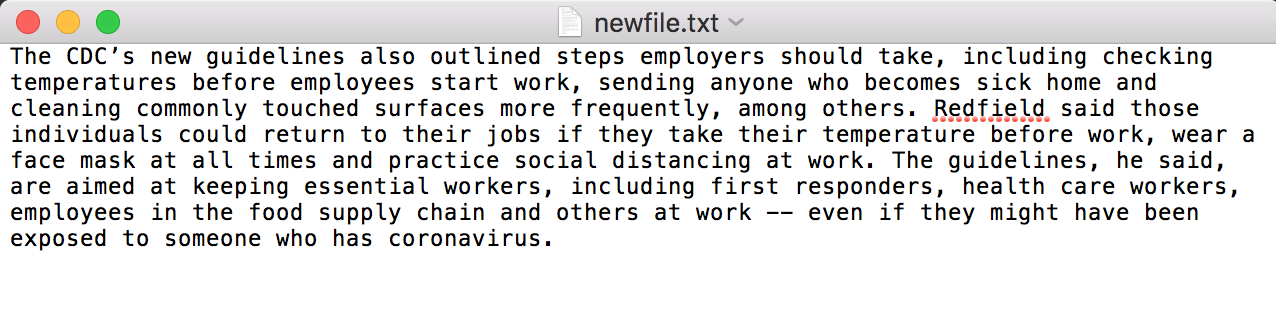 newfile.txt
The CDC’s new guidelines also outlined steps employers should take, including checking
temperatures before employees start work, sending anyone who becomes sick home and
cleaning commonly touched surfaces more frequently, among others. Redfield said those
individuals could return to their jobs if they take their temperature before work, wear a
face mask at all times and practice social distancing at work. The guidelines, he said,
are aimed at keeping essential workers, including first responders, health care workers,
employees in the food supply chain and others at work -- even if they might have been
exposed to someone who has coronavirus.